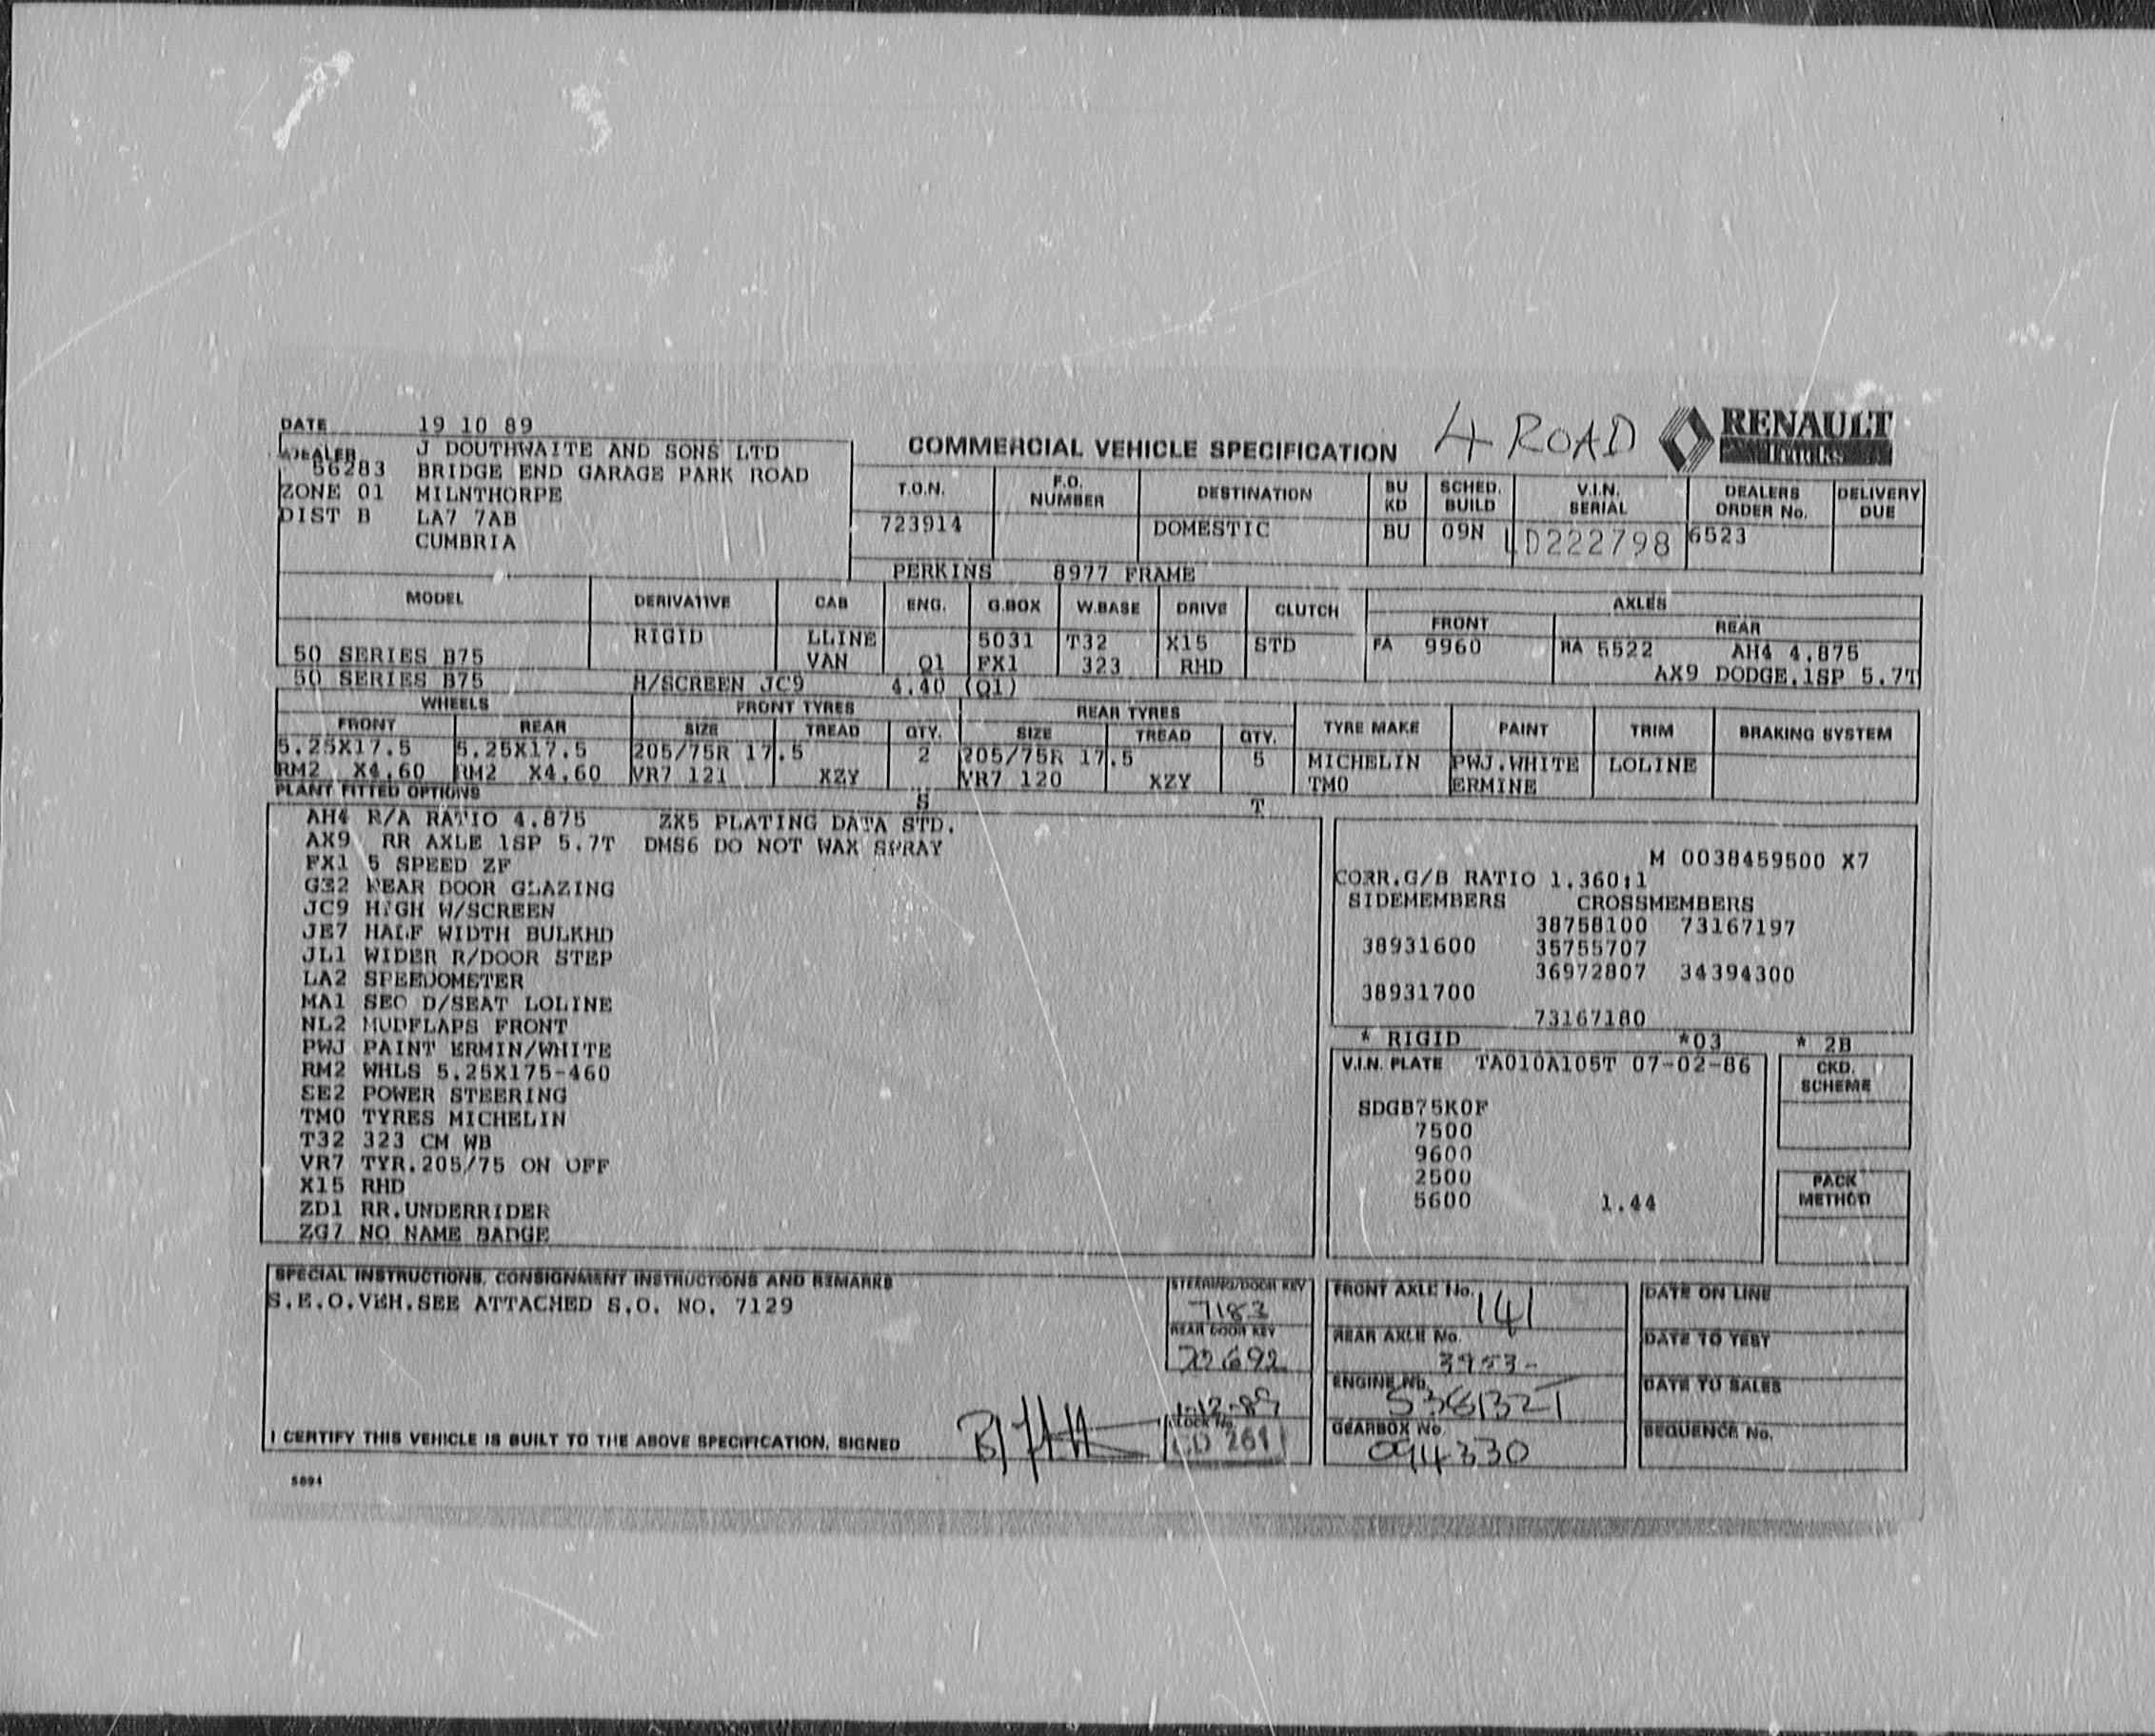 4 ROAD
RENAULT
DATE 19 10 89
DEALER J DOUTHWAITE AND SONS LTD
56283 BRIDGE END GARAGE PARK ROAD
ZONE 01 MILNTHORPE
DIST B LA7 7AB
CUMBRIA
COMMERCIAL VEHICLE SPECIFICATION
T.O.N. F.O. NUMBER DESTINATION BU KD SCHED. BUILD V.I.N. SERIAL DEALERS ORDER No. DELIVERY DUE
723914 DOMESTIC BU 09N LD222798 6523
PERKINS 8977 FRAME
MODEL DERIVATIVE CAB ENG. G.BOX W.BASE DRIVE CLUTCH AXLES
FRONT REAR
RIGID LLINE 5031 T32 X15 STD FA 9960 RA 5522 AH4 4.875
50 SERIES B75 VAN Q1 FX1 323 RHD AX9 DODGE.1SP 5.7T
50 SERIES B75 H/SCREEN JC9 4.40 (Q1)
WHEELS FRONT TYRES REAR TYRES TYRE MAKE PAINT TRIM BRAKING SYSTEM
FRONT REAR SIZE TREAD QTY. SIZE TREAD QTY.
5.25X17.5 5.25X17.5 205/75R 17.5 2 205/75R 17.5 5 MICHELIN PWJ.WHITE LOLINE
RM2 X4.60 RM2 X4.60 VR7 121 XZY VR7 120 XZY TM0 ERMINE
PLANT FITTED OPTIONS S T
AH4 R/A RATIO 4.875 ZX5 PLATING DATA STD.
AX9 RR AXLE 1SP 5.7T DMS6 DO NOT WAX SPRAY
FX1 5 SPEED ZF
G32 REAR DOOR GLAZING
JC9 HIGH W/SCREEN
JE7 HALF WIDTH BULKHD
JL1 WIDER R/DOOR STEP
LA2 SPEEDOMETER
MA1 SEO D/SEAT LOLINE
NL2 MUDFLAPS FRONT
PWJ PAINT ERMIN/WHITE
RM2 WHLS 5.25X175-460
SE2 POWER STEERING
TM0 TYRES MICHELIN
T32 323 CM WB
VR7 TYR.205/75 ON OFF
X15 RHD
ZD1 RR.UNDERRIDER
ZG7 NO NAME BADGE
M 0038459500 X7
CORR.G/B RATIO 1.360:1
SIDEMEMBERS CROSSMEMBERS
38758100 73167197
38931600 35755707
36972807 34394300
38931700
73167180
* RIGID *03 * 2B
V.I.N. PLATE TA010A105T 07-02-86
SDGB75K0F
7500
9600
2500
5600 1.44
CKD. SCHEME
PACK METHOD
SPECIAL INSTRUCTIONS, CONSIGNMENT INSTRUCTIONS AND REMARKS
S.E.O.VEH.SEE ATTACHED S.O. NO. 7129
I CERTIFY THIS VEHICLE IS BUILT TO THE ABOVE SPECIFICATION, SIGNED
STEERING/DOOR KEY
7183
REAR DOOR KEY
1-12-89
CLOCK No.
FRONT AXLE No. 141
REAR AXLE No.
ENGINE No.
GEARBOX No.
094330
DATE ON LINE
DATE TO TEST
DATE TO SALES
SEQUENCE No.
5894